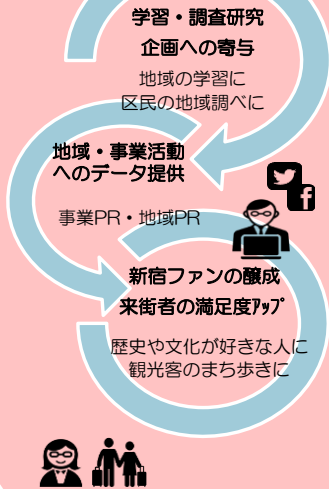 学習・調査研究
企画への寄与
地域の学習に
区民の地域調べに
地域・事業活動
へのデータ提供
事業PR・地域PR
新宿ファンの醸成
来街者の満足度ｱｯﾌﾟ
歴史や文化が好きな人に
観光客のまち歩きに